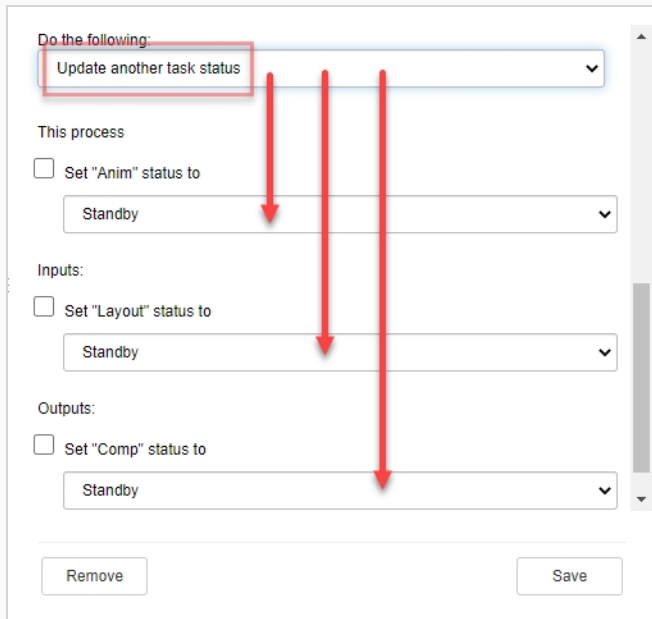 Do the following:
Update another task status
This process
Set "Anim" status to
Standby
Inputs:
Set "Layout" status to
Standby
Outputs:
Set "Comp" status to
Standby
Remove
Save